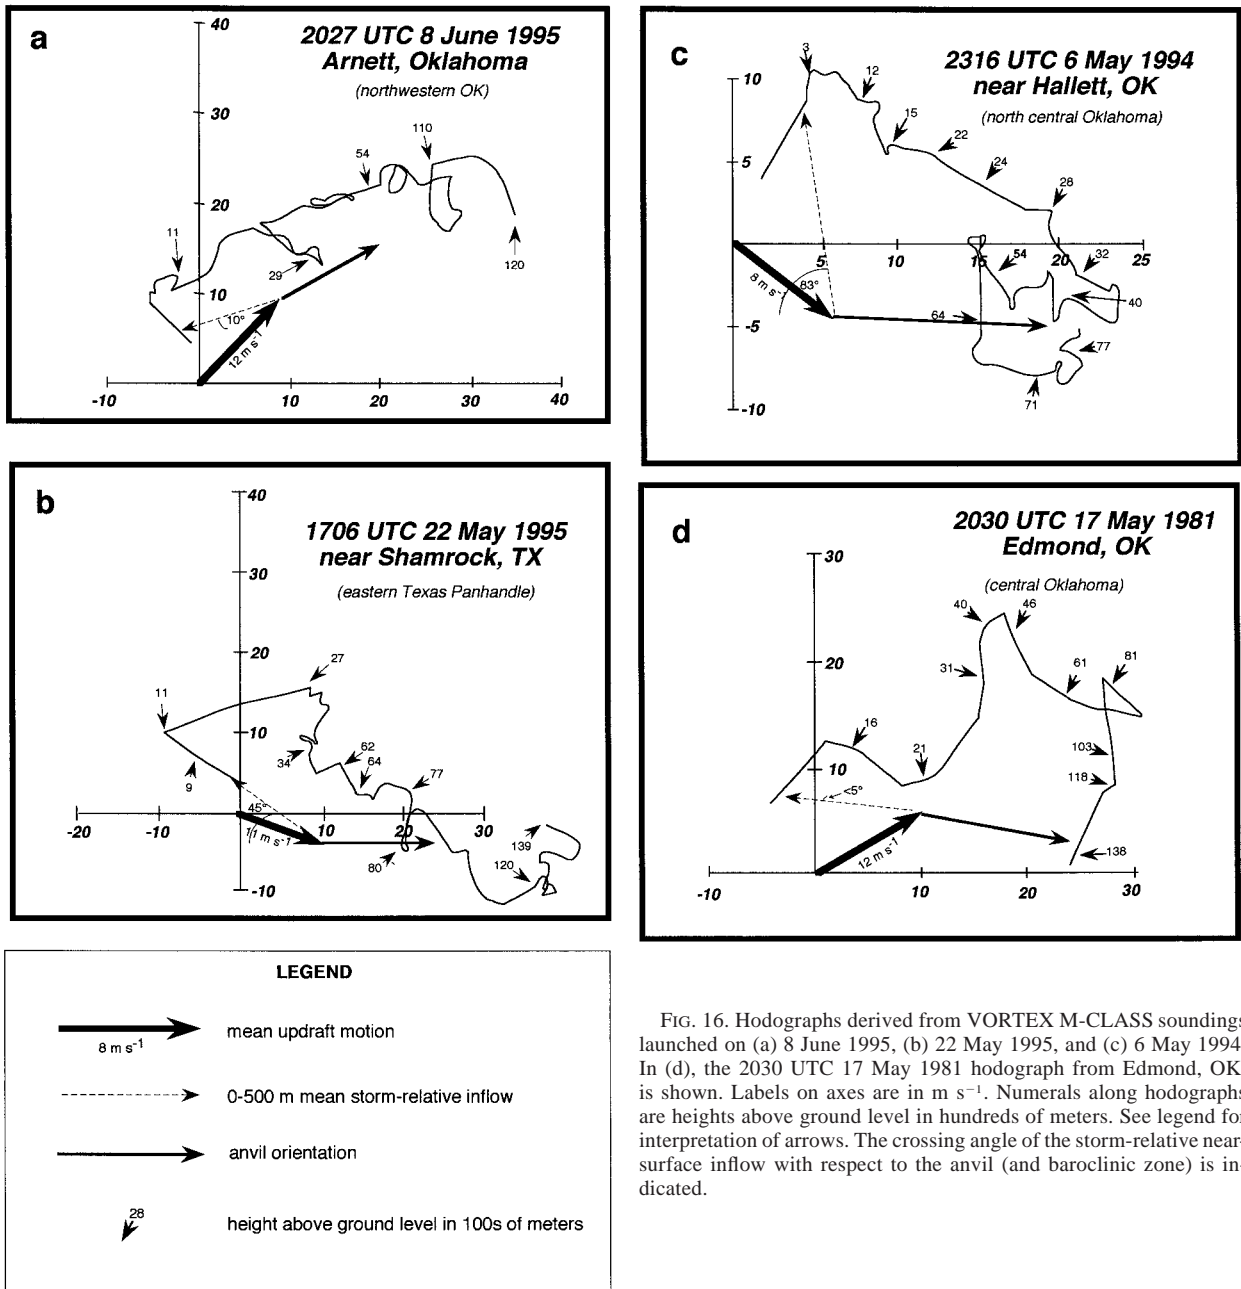 a
2027 UTC 8 June 1995
Arnett, Oklahoma
(northwestern OK)
40
30
20
10
-10
10
20
30
40
11
29
54
110
120
10°
12 m s-1
b
1706 UTC 22 May 1995
near Shamrock, TX
(eastern Texas Panhandle)
40
30
20
10
-10
-20
-10
10
20
30
11
9
27
34
62
64
77
80
120
139
45°
11 m s-1
c
2316 UTC 6 May 1994
near Hallett, OK
(north central Oklahoma)
10
5
-5
-10
5
10
15
20
25
3
12
15
22
24
28
32
40
54
64
71
77
83°
8 m s-1
d
2030 UTC 17 May 1981
Edmond, OK
(central Oklahoma)
30
20
10
-10
10
20
30
16
21
31
40
46
61
81
103
118
138
<5°
12 m s-1
LEGEND
8 m s-1
mean updraft motion
0-500 m mean storm-relative inflow
anvil orientation
28
height above ground level in 100s of meters
FIG. 16. Hodographs derived from VORTEX M-CLASS soundings
launched on (a) 8 June 1995, (b) 22 May 1995, and (c) 6 May 1994
In (d), the 2030 UTC 17 May 1981 hodograph from Edmond, OK
is shown. Labels on axes are in m s−1. Numerals along hodographs
are heights above ground level in hundreds of meters. See legend for
interpretation of arrows. The crossing angle of the storm-relative near-
surface inflow with respect to the anvil (and baroclinic zone) is in-
dicated.